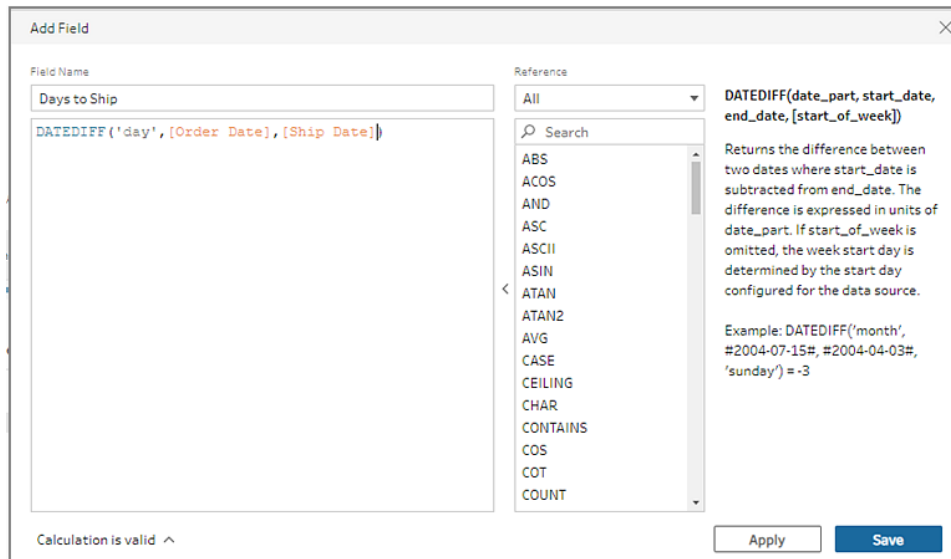 Add Field
Field Name
Days to Ship
DATEDIFF('day',[Order Date],[Ship Date])
Reference
All
Search
ABS
ACOS
AND
ASC
ASCII
ASIN
ATAN
ATAN2
AVG
CASE
CEILING
CHAR
CONTAINS
COS
COT
COUNT
DATEDIFF(date_part, start_date,
end_date, [start_of_week])
Returns the difference between
two dates where start_date is
subtracted from end_date. The
difference is expressed in units of
date_part. If start_of_week is
omitted, the week start day is
determined by the start day
configured for the data source.
Example: DATEDIFF('month',
#2004-07-15#, #2004-04-03#,
'sunday') = -3
Calculation is valid
Apply
Save